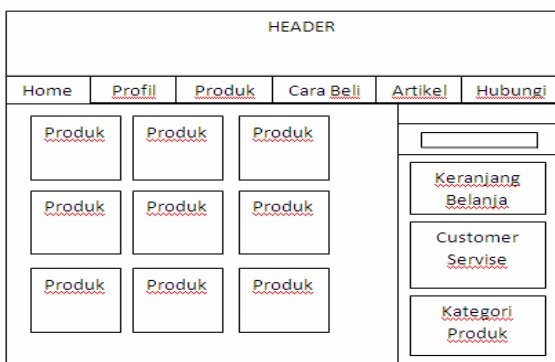 HEADER
Home Profil Produk Cara Beli Artikel Hubungi
Produk Produk Produk
Produk Produk Produk
Produk Produk Produk
Keranjang
Belanja
Customer
Servise
Kategori
Produk